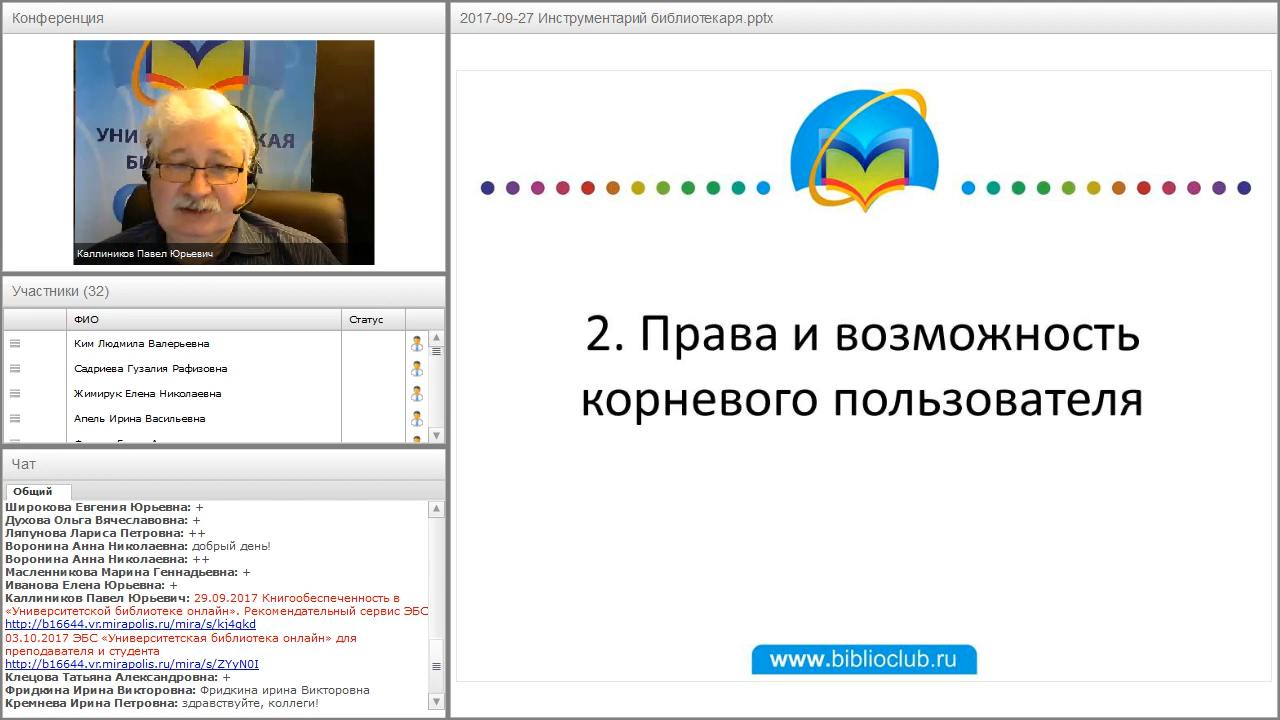 Конференция
УНИ
КАЯ
Каллиников Павел Юрьевич
Участники (32)
ФИО
Статус
Ким Людмила Валерьевна
Садриева Гузалия Рафизовна
Жимирук Елена Николаевна
Апель Ирина Васильевна
Чат
Общий
Широкова Евгения Юрьевна: +
Духова Ольга Вячеславовна: +
Ляпунова Лариса Петровна: ++
Воронина Анна Николаевна: добрый день!
Воронина Анна Николаевна: ++
Масленникова Марина Геннадьевна: +
Иванова Елена Юрьевна: +
Каллиников Павел Юрьевич: 29.09.2017 Книгообеспеченность в
«Университетской библиотеке онлайн». Рекомендательный сервис ЭБС
http://b16644.vr.mirapolis.ru/mira/s/kj4qkd
03.10.2017 ЭБС «Университетская библиотека онлайн» для
преподавателя и студента
http://b16644.vr.mirapolis.ru/mira/s/ZYyN0I
Клецова Татьяна Александровна: +
Фридкина Ирина Викторовна: Фридкина ирина Викторовна
Кремнева Ирина Петровна: здравствуйте, коллеги!
2017-09-27 Инструментарий библиотекаря.pptx
2. Права и возможность
корневого пользователя
www.biblioclub.ru